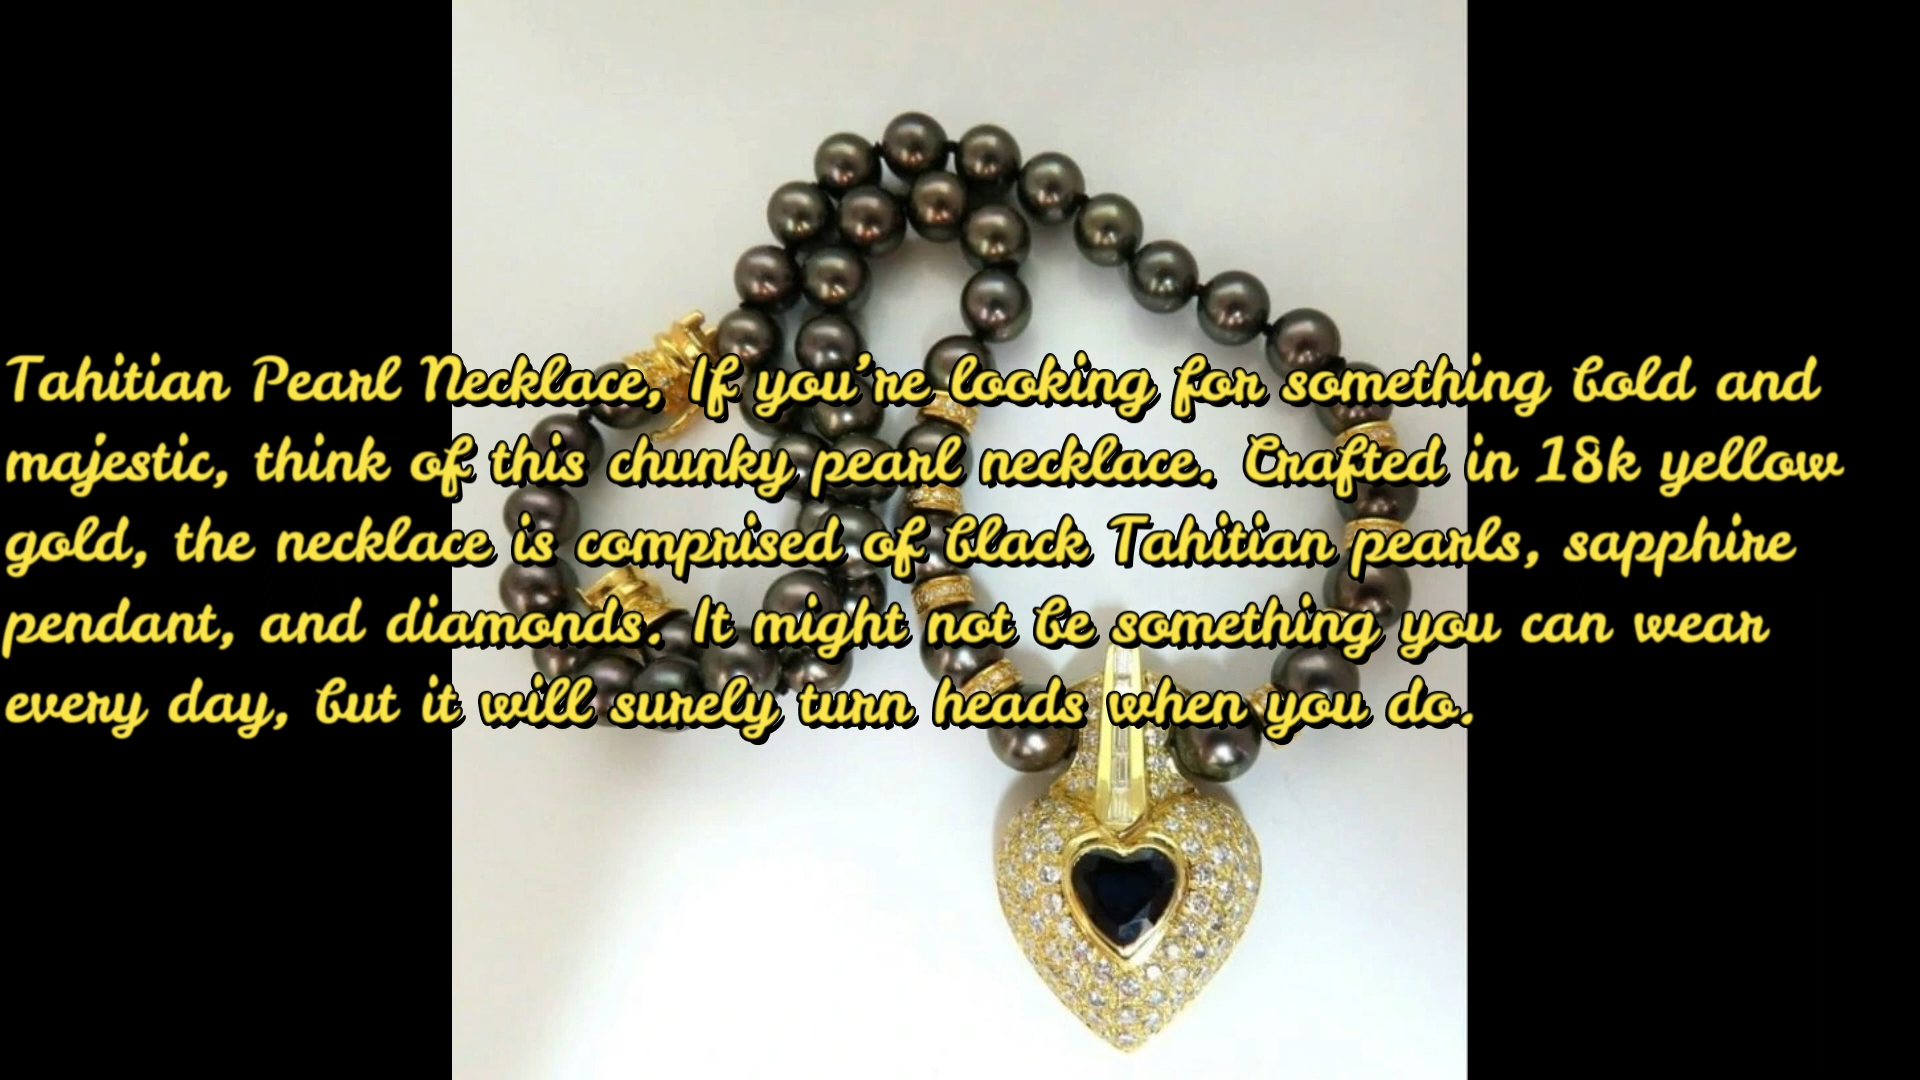 Tahitian Pearl Necklace, If you're looking for something bold and
majestic, think of this chunky pearl necklace. Crafted in 18k yellow
gold, the necklace is comprised of black Tahitian pearls, sapphire
pendant, and diamonds. It might not be something you can wear
every day, but it will surely turn heads when you do.